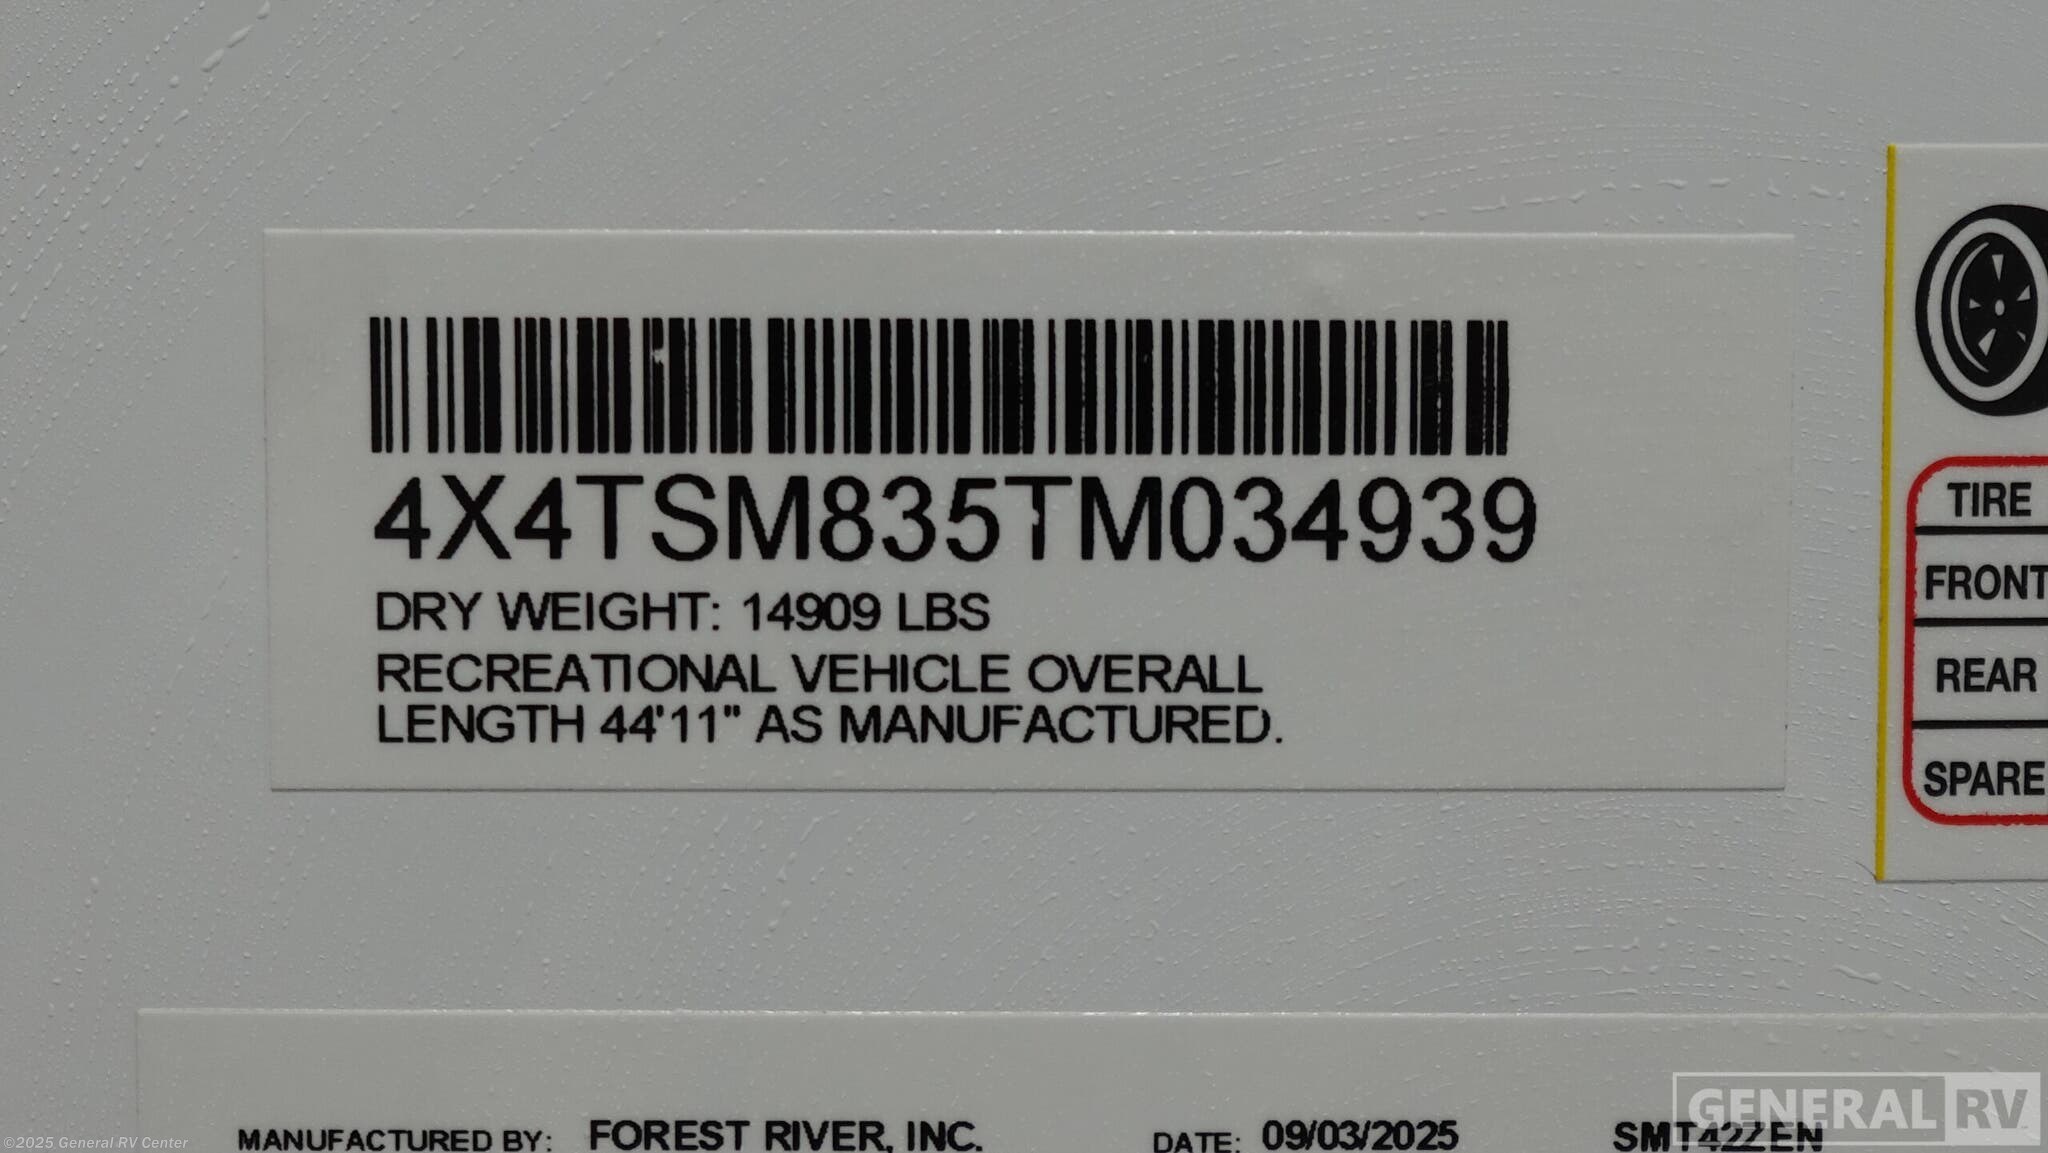 4X4TSM835TM034939
DRY WEIGHT: 14909 LBS
RECREATIONAL VEHICLE OVERALL
LENGTH 44'11" AS MANUFACTURED.
TIRE
FRONT
REAR
SPARE
MANUFACTURED BY: FOREST RIVER, INC. DATE: 09/03/2025 SMT42ZEN
GENERAL RV
©2025 General RV Center